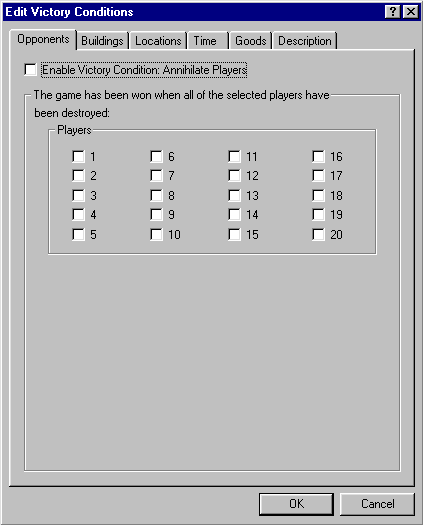 Edit Victory Conditions
?
Opponents Buildings Locations Time Goods Description
Enable Victory Condition: Annihilate Players
The game has been won when all of the selected players have
been destroyed:
Players
1 6 11 16
2 7 12 17
3 8 13 18
4 9 14 19
5 10 15 20
OK Cancel